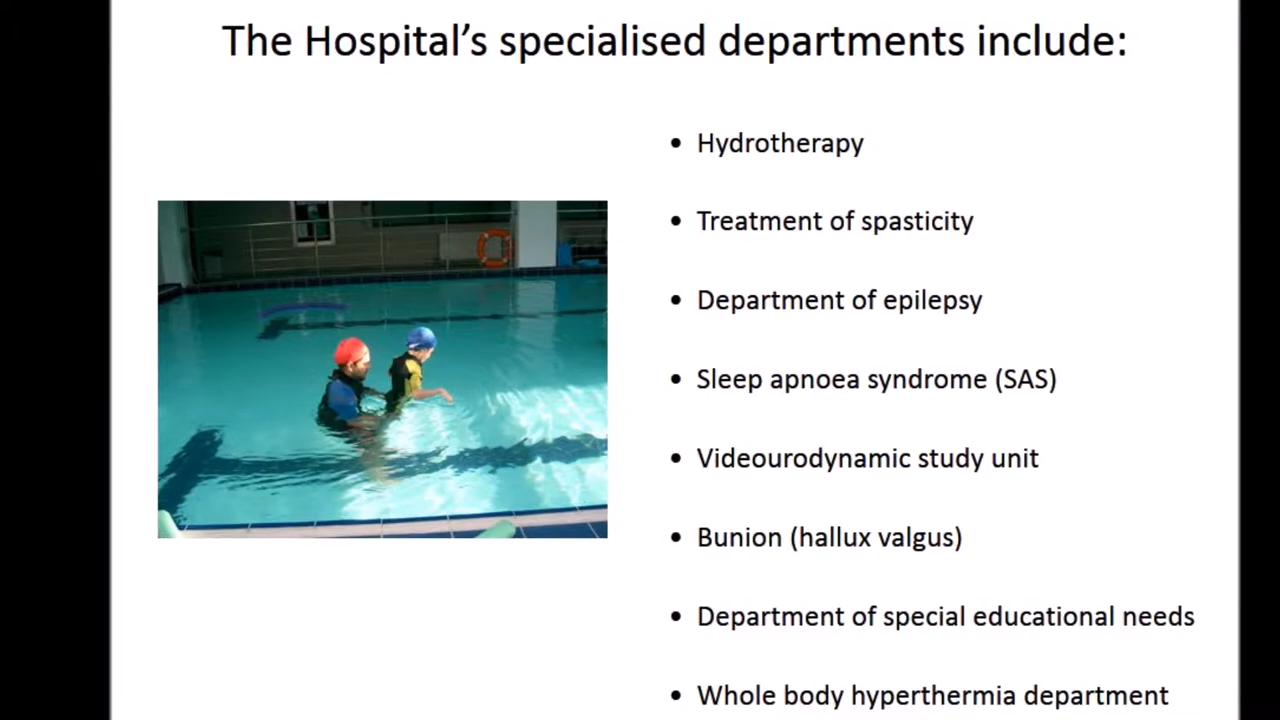 The Hospital's specialised departments include:
• Hydrotherapy
• Treatment of spasticity
• Department of epilepsy
• Sleep apnoea syndrome (SAS)
• Videourodynamic study unit
• Bunion (hallux valgus)
• Department of special educational needs
• Whole body hyperthermia department